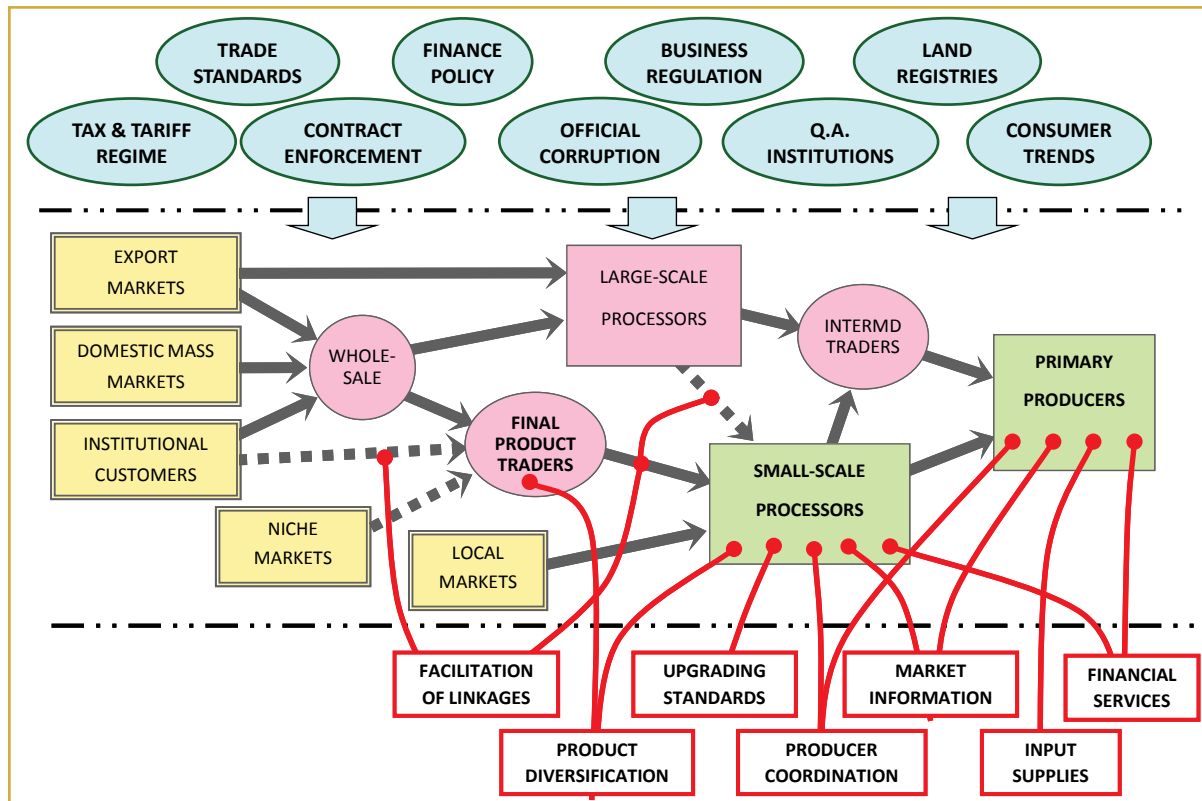 TRADE
STANDARDS
FINANCE
POLICY
BUSINESS
REGULATION
LAND
REGISTRIES
TAX & TARIFF
REGIME
CONTRACT
ENFORCEMENT
OFFICIAL
CORRUPTION
Q.A.
INSTITUTIONS
CONSUMER
TRENDS
EXPORT
MARKETS
DOMESTIC MASS
MARKETS
INSTITUTIONAL
CUSTOMERS
NICHE
MARKETS
LOCAL
MARKETS
WHOLE-
SALE
FINAL
PRODUCT
TRADERS
LARGE-SCALE
PROCESSORS
SMALL-SCALE
PROCESSORS
INTERMD
TRADERS
PRIMARY
PRODUCERS
FACILITATION
OF LINKAGES
UPGRADING
STANDARDS
MARKET
INFORMATION
FINANCIAL
SERVICES
PRODUCT
DIVERSIFICATION
PRODUCER
COORDINATION
INPUT
SUPPLIES